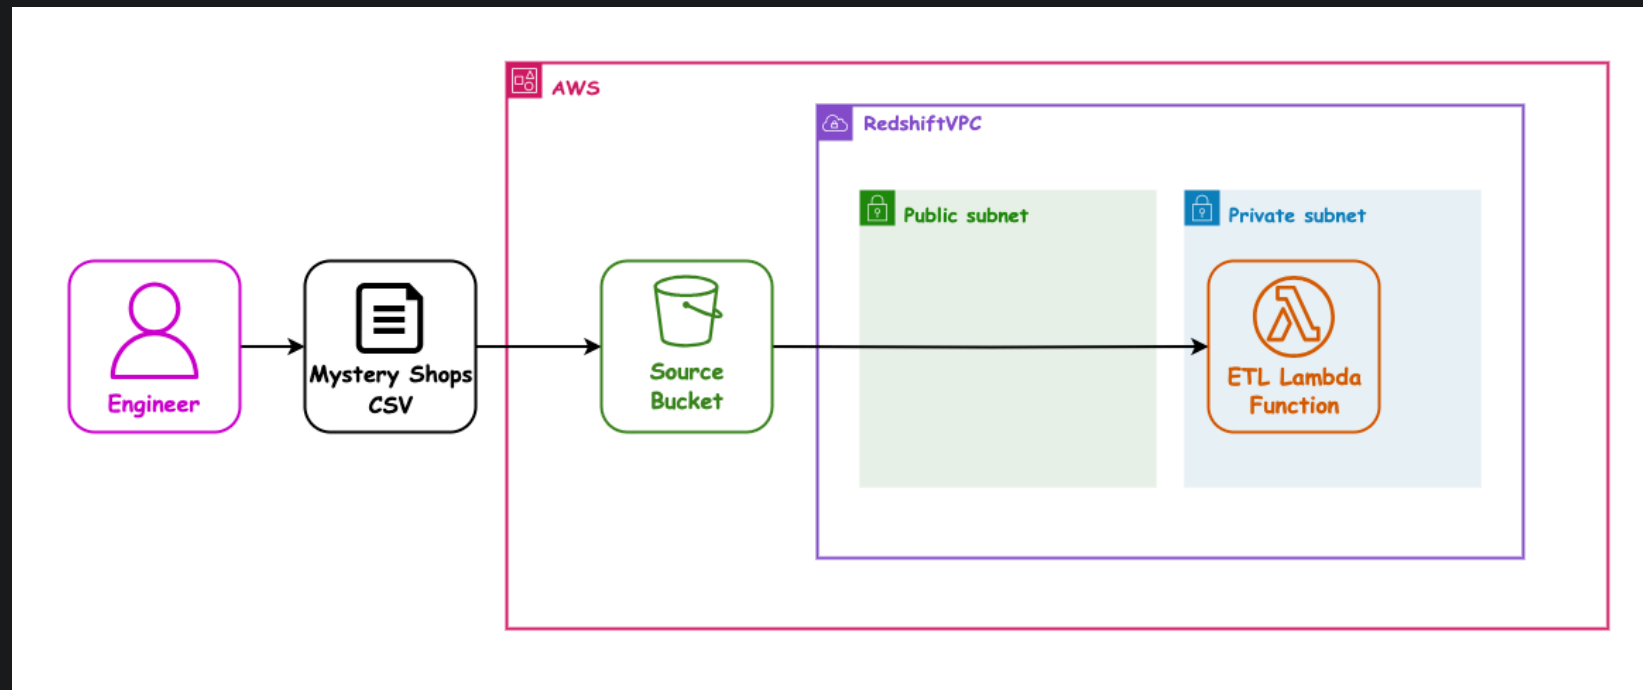 AWS
RedshiftVPC
Public subnet
Private subnet
Engineer
Mystery Shops
CSV
Source
Bucket
ETL Lambda
Function